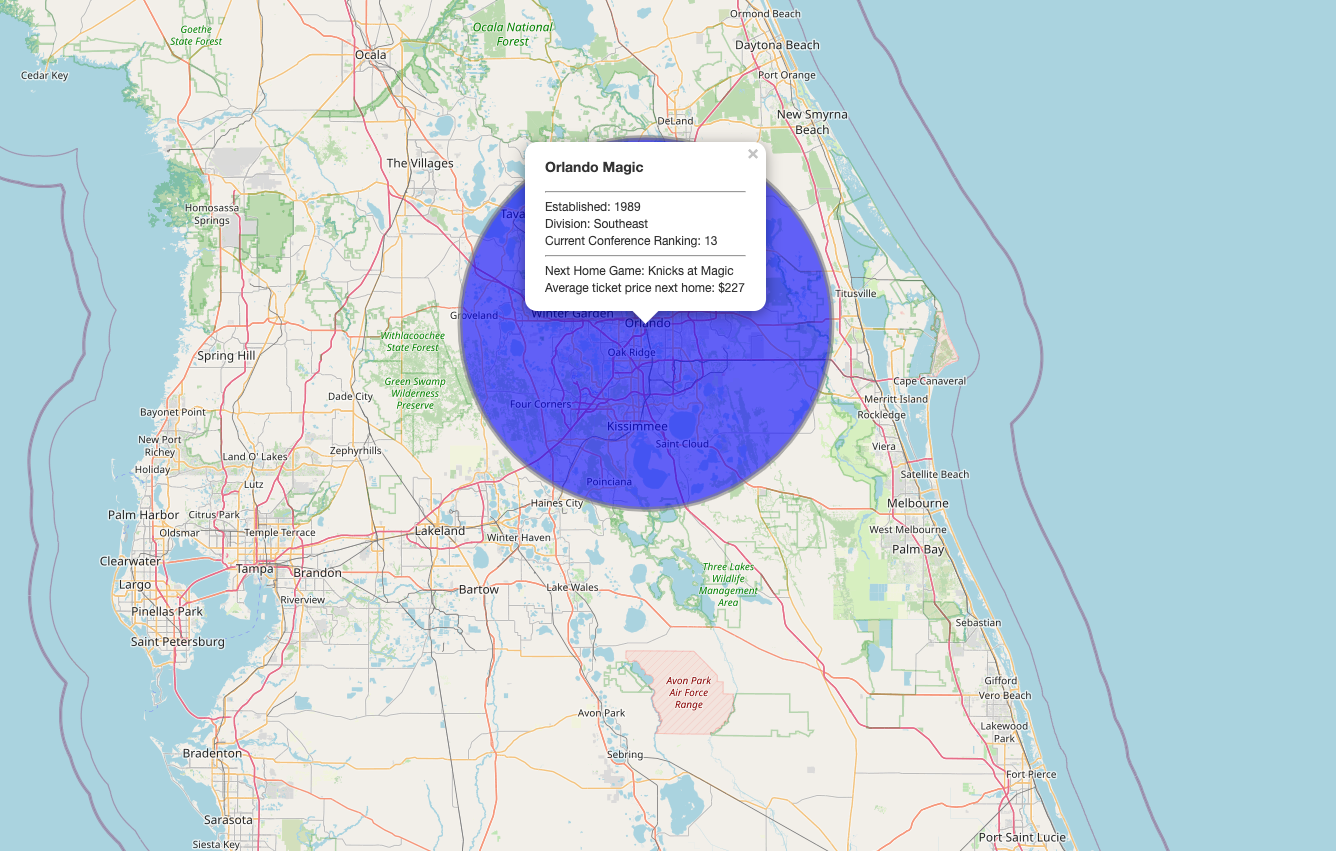 Ormond Beach
Goethe
State Forest
Ocala National
Forest
Daytona Beach
Ocala
Cedar Key
Port Orange
New Smyrna
Beach
DeLand
The Villages
×
Orlando Magic
Established: 1989
Division: Southeast
Current Conference Ranking: 13
Next Home Game: Knicks at Magic
Average ticket price next home: $227
Homosassa
Springs
Tava
Titusville
Groveland
Winter Garden
Orlando
Withlacoochee
State Forest
Spring Hill
Oak Ridge
Green Swamp
Wilderness
Preserve
Cape Canaveral
Dade City
Merritt Island
Four Corners
Bayonet Point
Rockledge
Kissimmee
New Port
Richey
Saint Cloud
Viera
Zephyrhills
Land O' Lakes
Holiday
Satellite Beach
Lutz
Poinciana
Haines City
Melbourne
Palm Harbor
Citrus Park
Oldsmar
Temple Terrace
Lakeland
Winter Haven
West Melbourne
Palm Bay
Clearwater
Tampa
Brandon
Three Lakes
Wildlife
Management
Area
Largo
Bartow
Lake Wales
Riverview
Pinellas Park
Sebastian
Saint Petersburg
Avon Park
Air Force
Range
Gifford
Vero Beach
Avon Park
Lakewood
Park
Bradenton
Sebring
Fort Pierce
Sarasota
Port Saint Lucie
Siesta Key